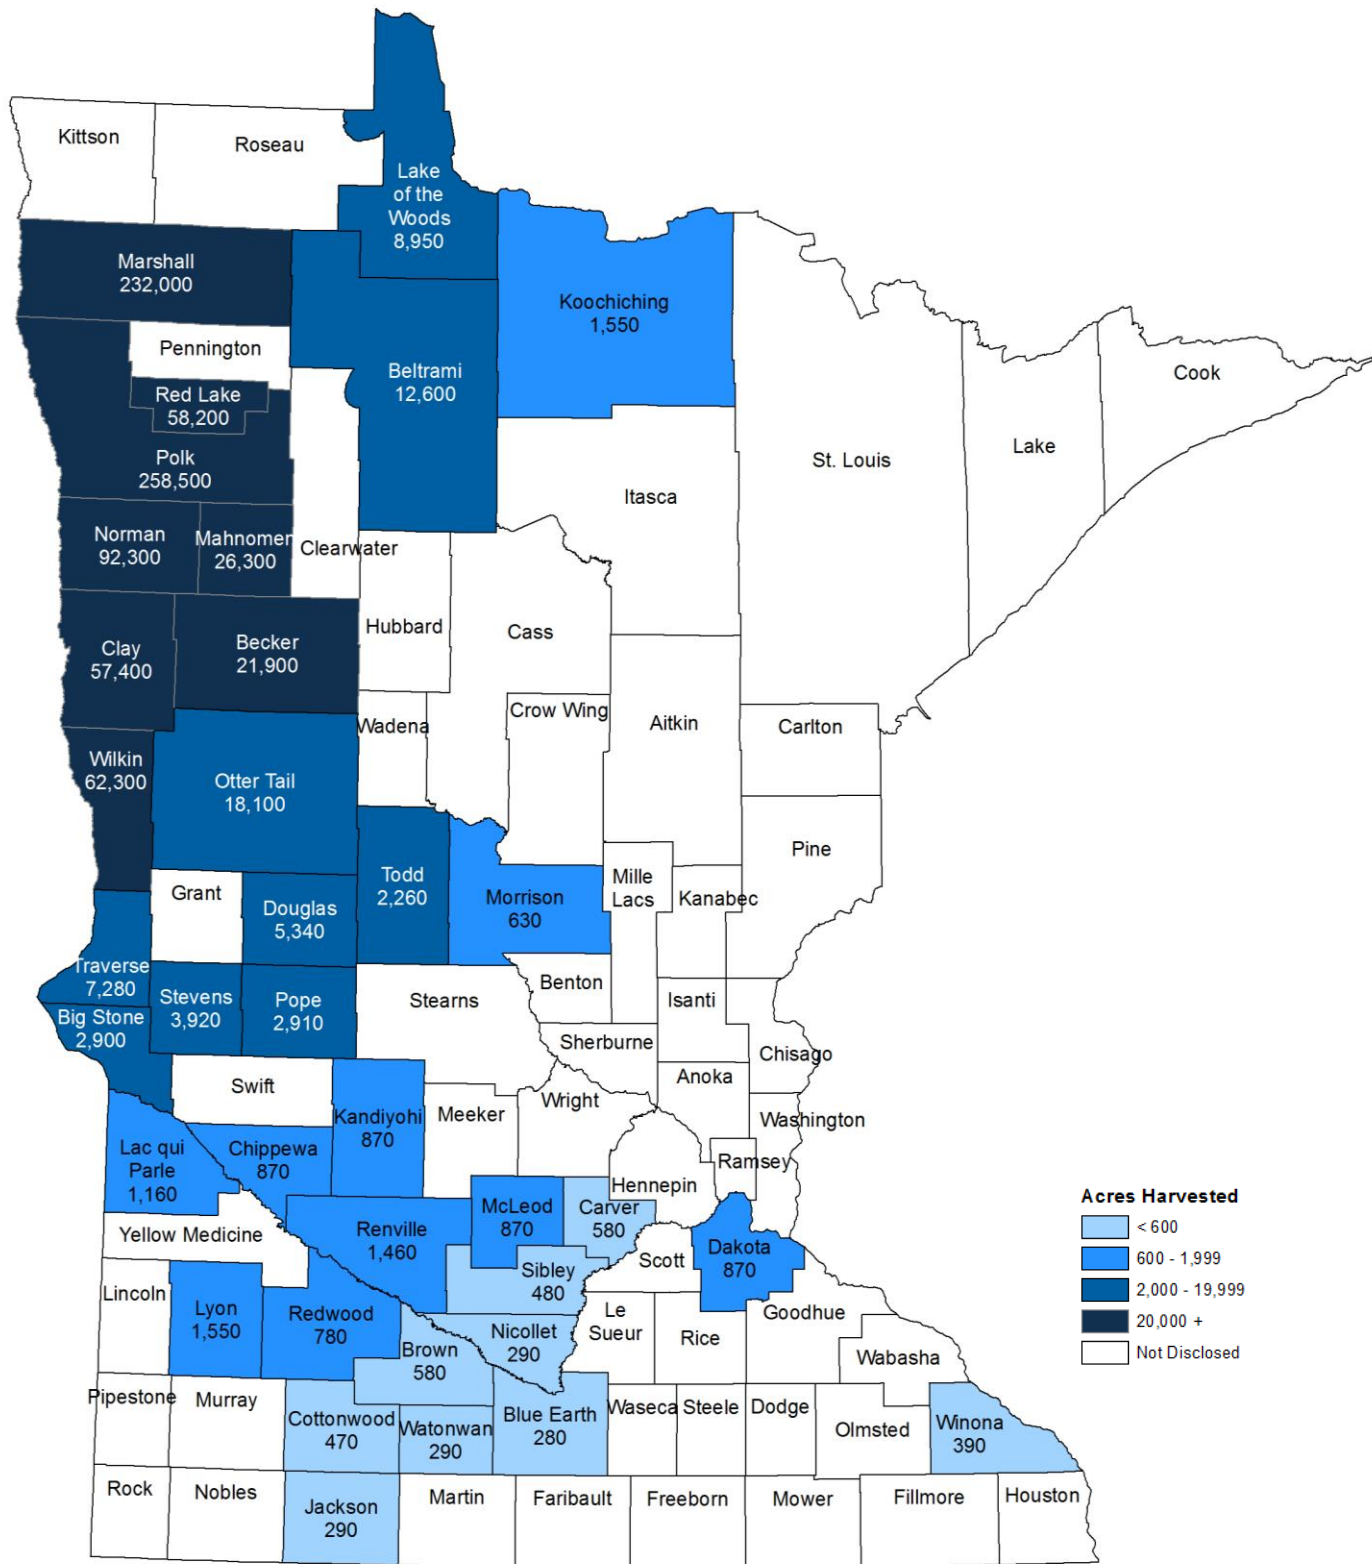 Kittson
Roseau
Lake
of the
Woods
8,950
Marshall
232,000
Koochiching
1,550
Pennington
Beltrami
12,600
Red Lake
58,200
Cook
Lake
St. Louis
Polk
258,500
Itasca
Norman
92,300
Mahnomen
26,300
Clearwater
Hubbard
Cass
Clay
57,400
Becker
21,900
Crow Wing
Aitkin
Wadena
Carlton
Wilkin
62,300
Otter Tail
18,100
Pine
Grant
Douglas
5,340
Todd
2,260
Morrison
630
Mille
Lacs
Kanabec
Traverse
7,280
Stevens
3,920
Pope
2,910
Stearns
Benton
Isanti
Big Stone
2,900
Sherburne
Chisago
Anoka
Swift
Kandiyohi
870
Meeker
Wright
Washington
Lac qui
Parle
1,160
Chippewa
870
Ramsey
Hennepin
McLeod
870
Carver
580
Yellow Medicine
Renville
1,460
Scott
Dakota
870
Sibley
480
Lincoln
Lyon
1,550
Redwood
780
Le
Sueur
Rice
Goodhue
Nicollet
290
Brown
580
Wabasha
Pipestone
Murray
Cottonwood
470
Watonwan
290
Blue Earth
280
Waseca
Steele
Dodge
Olmsted
Winona
390
Rock
Nobles
Jackson
290
Martin
Faribault
Freeborn
Mower
Fillmore
Houston
Acres Harvested
< 600
600 - 1,999
2,000 - 19,999
20,000 +
Not Disclosed